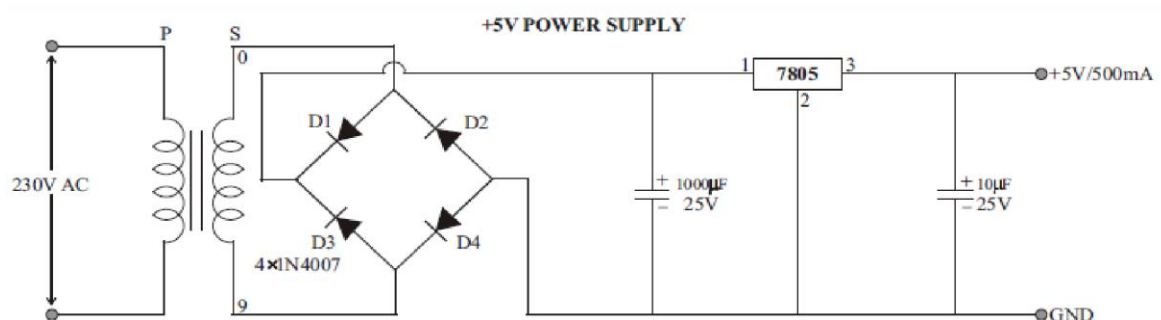 +5V POWER SUPPLY
P
S
0
1
7805
3
+5V/500mA
2
D1
D2
230V AC
+
1000µF
−
25V
+
10µF
−
25V
D3
D4
4×1N4007
9
GND